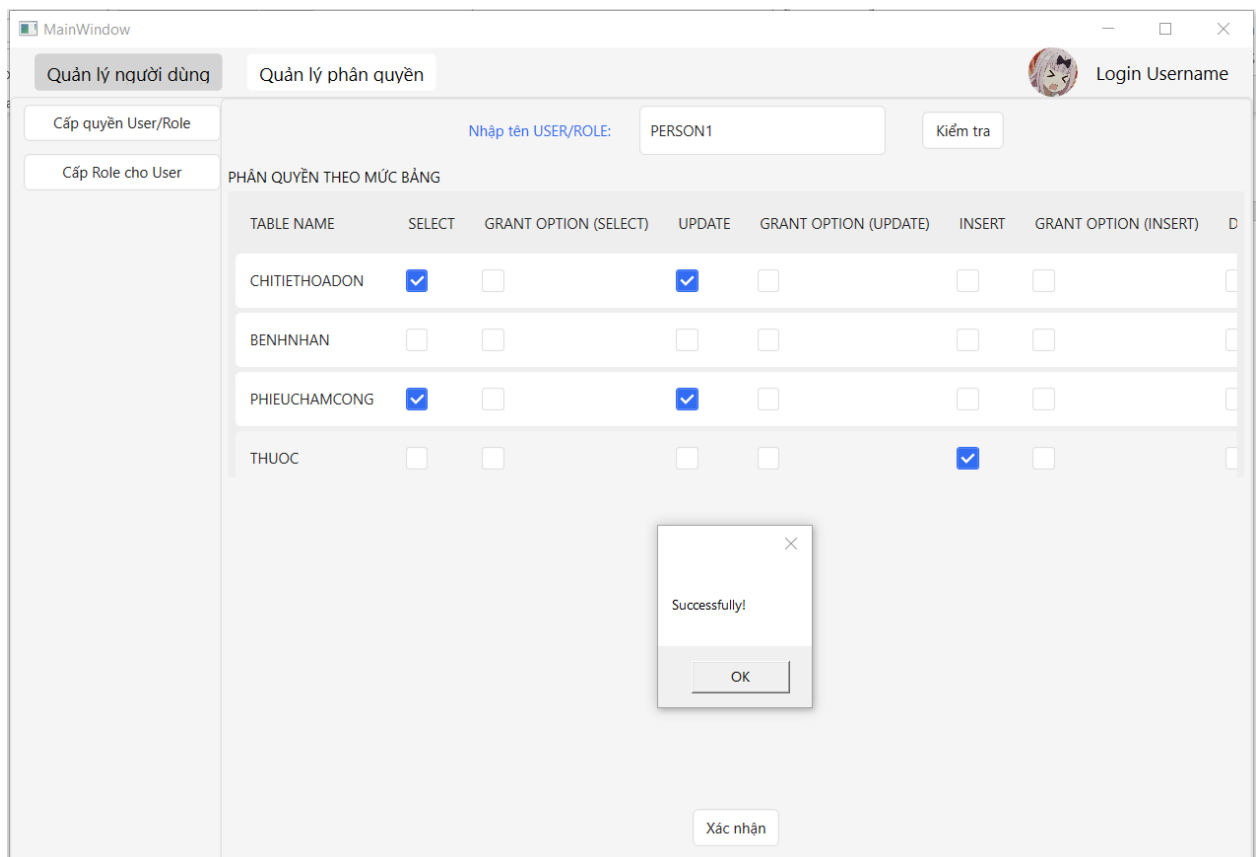 MainWindow
Quản lý người dùng Quản lý phân quyền Login Username
Cấp quyền User/Role Nhập tên USER/ROLE: PERSON1 Kiểm tra
Cấp Role cho User
PHÂN QUYỀN THEO MỨC BẢNG
TABLE NAME SELECT GRANT OPTION (SELECT) UPDATE GRANT OPTION (UPDATE) INSERT GRANT OPTION (INSERT) D
CHITIETHOADON
BENHNHAN
PHIEUCHAMCONG
THUOC
Successfully!
OK
Xác nhận